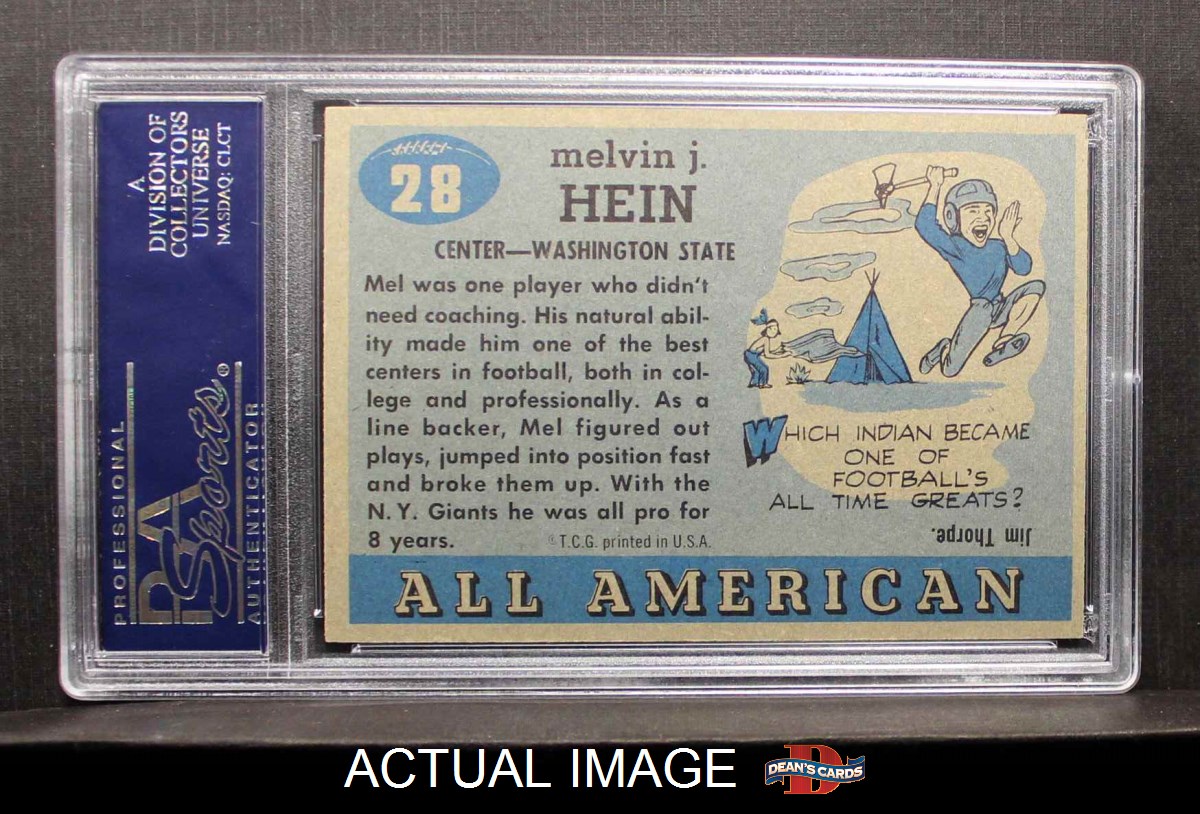 A
DIVISION OF
COLLECTORS
UNIVERSE
NASDAQ: CLCT
PROFESSIONAL
PSA
Sports®
AUTHENTICATOR
28
melvin j.
HEIN
CENTER—WASHINGTON STATE
Mel was one player who didn't
need coaching. His natural abil-
ity made him one of the best
centers in football, both in col-
lege and professionally. As a
line backer, Mel figured out
plays, jumped into position fast
and broke them up. With the
N. Y. Giants he was all pro for
8 years.
©T.C.G. printed in U.S.A.
WHICH INDIAN BECAME
ONE OF
FOOTBALL'S
ALL TIME GREATS?
Jim Thorpe.
ALL AMERICAN
ACTUAL IMAGE
DEAN'S CARDS